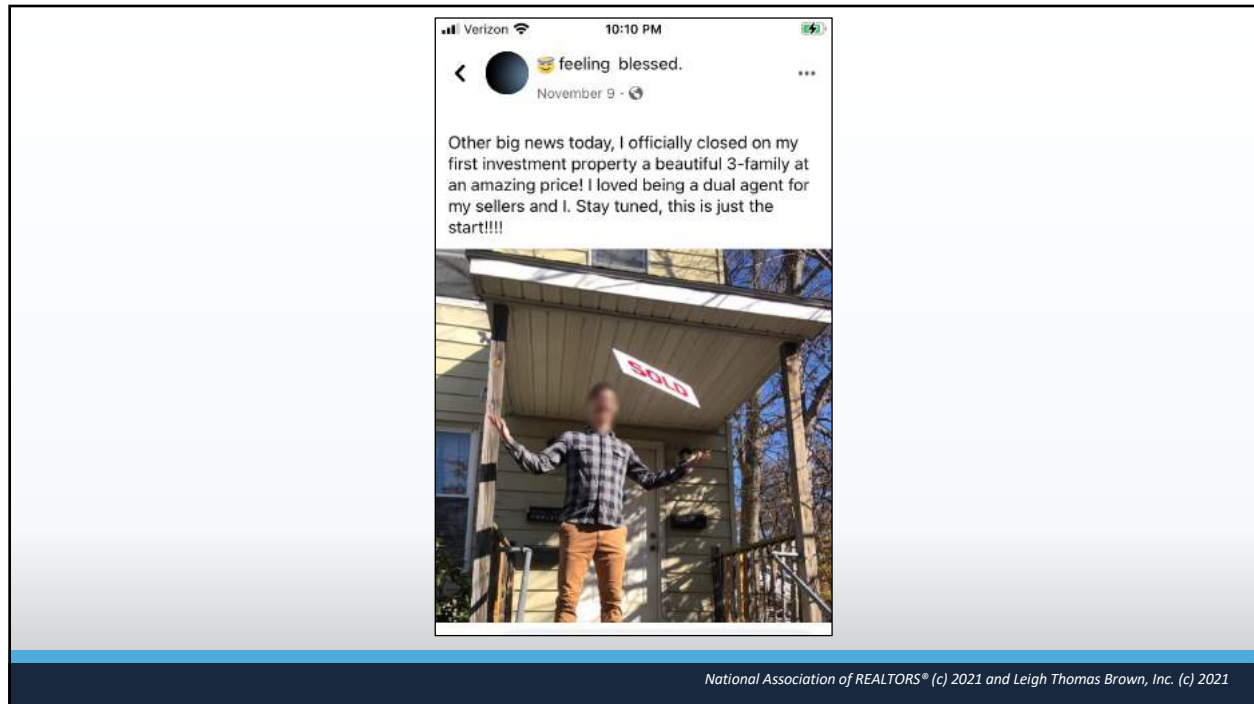 Verizon 10:10 PM
feeling blessed.
November 9 ·
Other big news today, I officially closed on my
first investment property a beautiful 3-family at
an amazing price! I loved being a dual agent for
my sellers and I. Stay tuned, this is just the
start!!!!
SOLD
National Association of REALTORS® (c) 2021 and Leigh Thomas Brown, Inc. (c) 2021